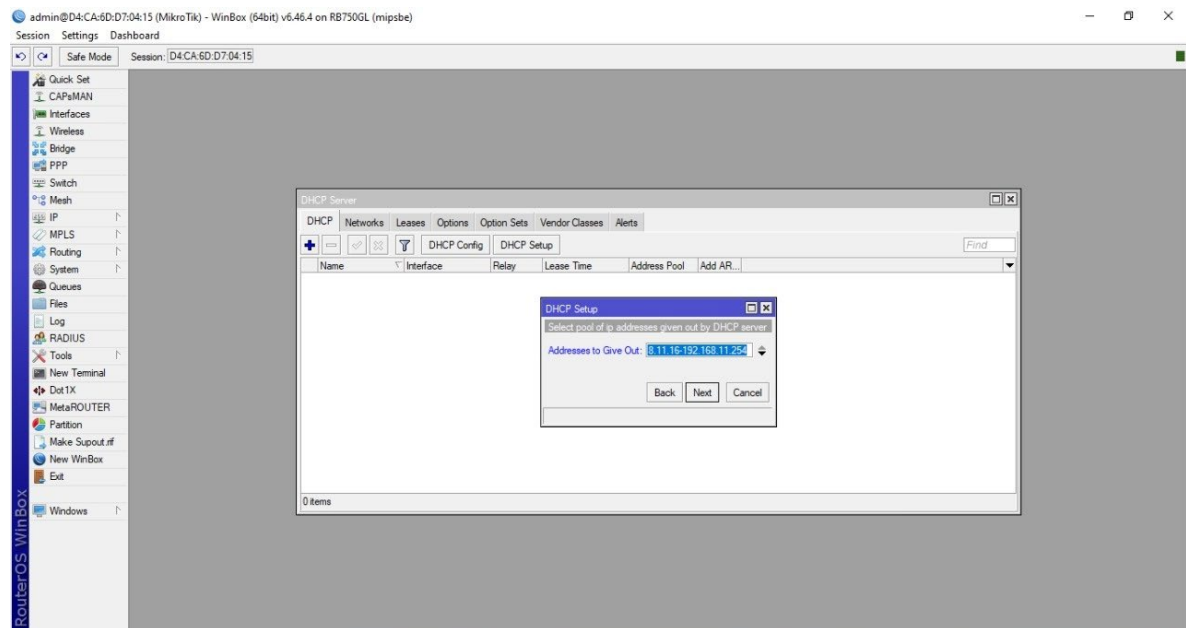 admin@D4:CA:6D:D7:04:15 (MikroTik) - WinBox (64bit) v6.46.4 on RB750GL (mipsbe)
Session Settings Dashboard
Safe Mode Session: D4:CA:6D:D7:04:15
Quick Set
CAPsMAN
Interfaces
Wireless
Bridge
PPP
Switch
Mesh
IP
MPLS
Routing
System
Queues
Files
Log
RADIUS
Tools
New Terminal
Dot1X
MetaROUTER
Partition
Make Supout.rif
New WinBox
Exit
Windows
RouterOS WinBox
DHCP Server
DHCP Networks Leases Options Option Sets Vendor Classes Alerts
DHCP Config DHCP Setup Find
Name Interface Relay Lease Time Address Pool Add AR...
DHCP Setup
Select pool of ip addresses given out by DHCP server
Addresses to Give Out: 8.11.16-192.168.11.254
Back Next Cancel
0 items